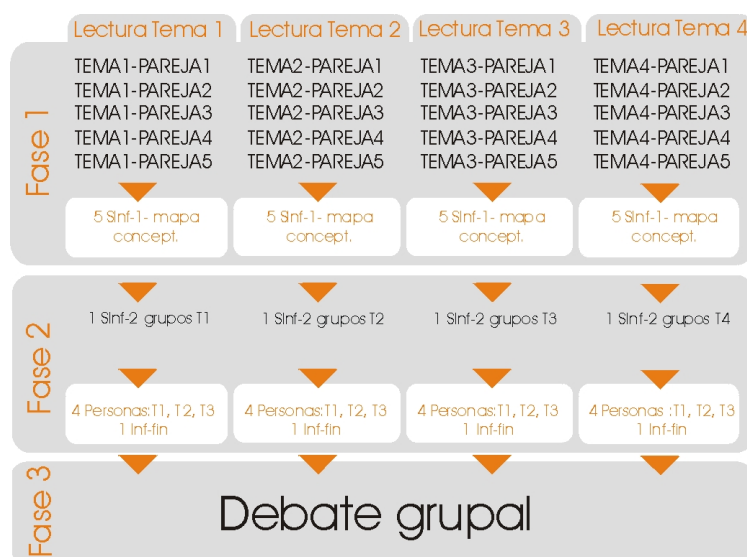 Lectura Tema 1
Lectura Tema 2
Lectura Tema 3
Lectura Tema 4
Fase 1
TEMA1-PAREJA1
TEMA1-PAREJA2
TEMA1-PAREJA3
TEMA1-PAREJA4
TEMA1-PAREJA5
TEMA2-PAREJA1
TEMA2-PAREJA2
TEMA2-PAREJA3
TEMA2-PAREJA4
TEMA2-PAREJA5
TEMA3-PAREJA1
TEMA3-PAREJA2
TEMA3-PAREJA3
TEMA3-PAREJA4
TEMA3-PAREJA5
TEMA4-PAREJA1
TEMA4-PAREJA2
TEMA4-PAREJA3
TEMA4-PAREJA4
TEMA4-PAREJA5
5 SInf-1- mapa
concept.
5 SInf-1- mapa
concept.
5 SInf-1- mapa
concept.
5 SInf-1- mapa
concept.
Fase 2
1 SInf-2 grupos T1
1 SInf-2 grupos T2
1 SInf-2 grupos T3
1 SInf-2 grupos T4
4 Personas:T1, T2, T3
1 Inf-fin
4 Personas:T1, T2, T3
1 Inf-fin
4 Personas:T1, T2, T3
1 Inf-fin
4 Personas :T1, T2, T3
1 Inf-fin
Fase 3
Debate grupal